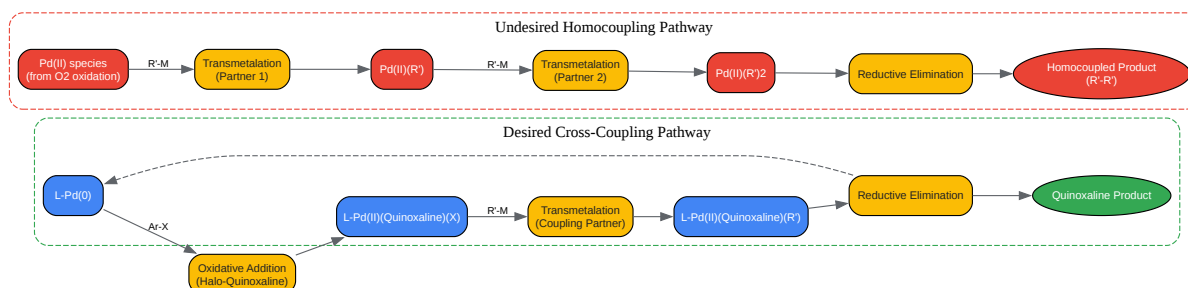 Undesired Homocoupling Pathway
Pd(II) species
(from O2 oxidation)
R'-M
Transmetalation
(Partner 1)
Pd(II)(R')
R'-M
Transmetalation
(Partner 2)
Pd(II)(R')2
Reductive Elimination
Homocoupled Product
(R'-R')
Desired Cross-Coupling Pathway
L-Pd(0)
Ar-X
Oxidative Addition
(Halo-Quinoxaline)
L-Pd(II)(Quinoxaline)(X)
R'-M
Transmetalation
(Coupling Partner)
L-Pd(II)(Quinoxaline)(R')
Reductive Elimination
Quinoxaline Product